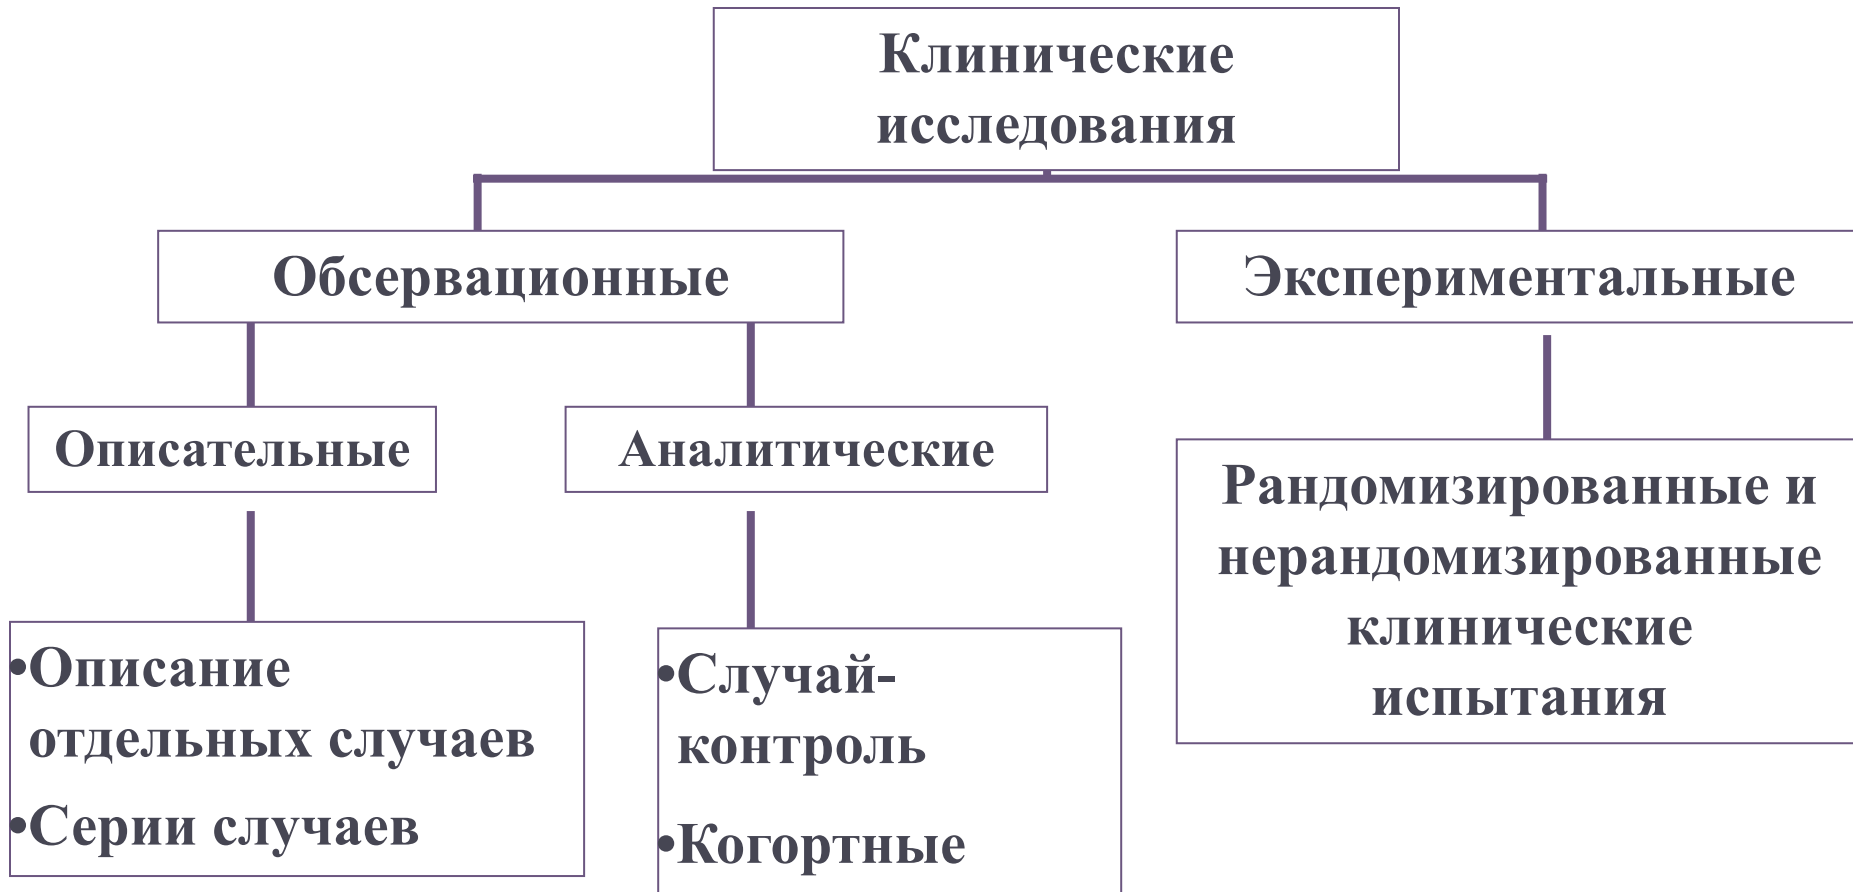 Клинические
исследования
Обсервационные
Экспериментальные
Описательные
Аналитические
•Описание
отдельных случаев
•Серии случаев
•Случай-
контроль
•Когортные
Рандомизированные и
нерандомизированные
клинические
испытания